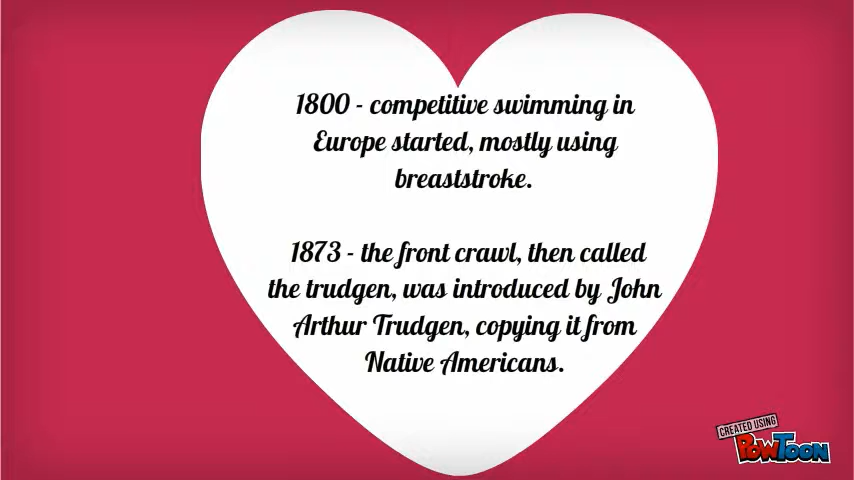 1800 - competitive swimming in
Europe started, mostly using
breaststroke.
1873 - the front crawl, then called
the trudgen, was introduced by John
Arthur Trudgen, copying it from
Native Americans.
CREATED USING
POWTOON